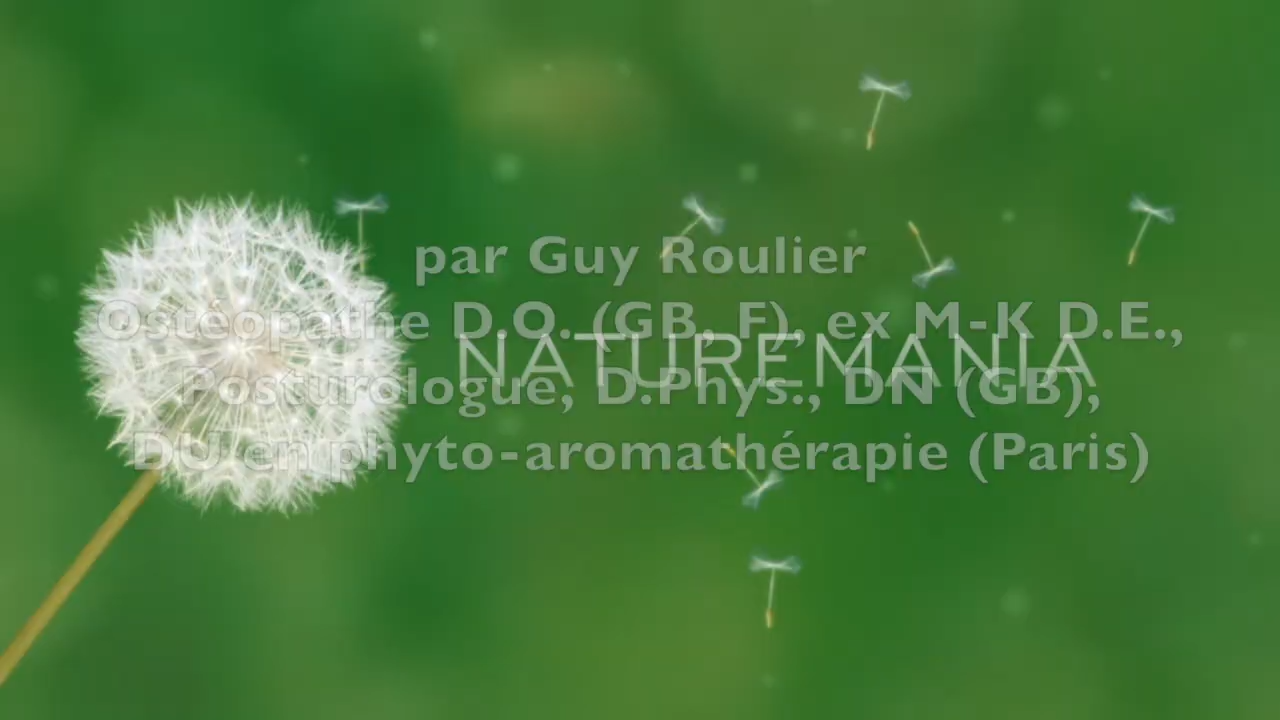 par Guy Roulier
Ostéopathe D.O. (GB, F), ex M-K D.E.,
NATUREMANIA
Posturologue, D.Phys., DN (GB),
DU en phyto-aromathérapie (Paris)